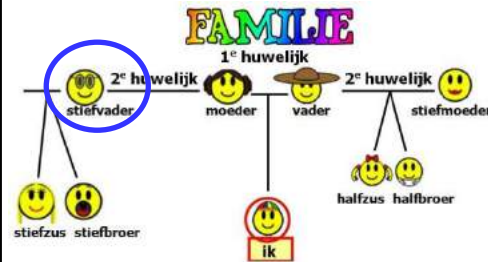 FAMILIE
1e huwelijk
2e huwelijk 2e huwelijk
stiefvader moeder vader stiefmoeder
halfzus halfbroer
stiefzus stiefbroer
ik